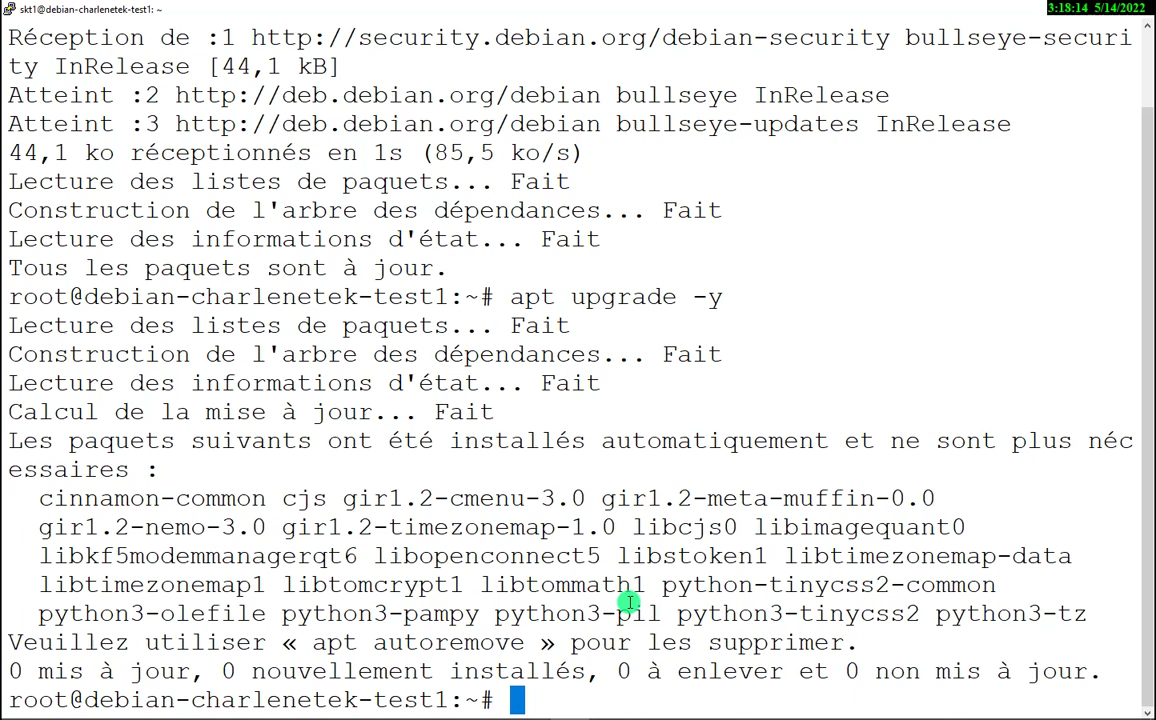 skt1@debian-charlenetek-test1: ~
3:18:14 5/14/2022
Réception de :1 http://security.debian.org/debian-security bullseye-securi
ty InRelease [44,1 kB]
Atteint :2 http://deb.debian.org/debian bullseye InRelease
Atteint :3 http://deb.debian.org/debian bullseye-updates InRelease
44,1 ko réceptionnés en 1s (85,5 ko/s)
Lecture des listes de paquets... Fait
Construction de l'arbre des dépendances... Fait
Lecture des informations d'état... Fait
Tous les paquets sont à jour.
root@debian-charlenetek-test1:~# apt upgrade -y
Lecture des listes de paquets... Fait
Construction de l'arbre des dépendances... Fait
Lecture des informations d'état... Fait
Calcul de la mise à jour... Fait
Les paquets suivants ont été installés automatiquement et ne sont plus néc
essaires :
cinnamon-common cjs gir1.2-cmenu-3.0 gir1.2-meta-muffin-0.0
gir1.2-nemo-3.0 gir1.2-timezonemap-1.0 libcjs0 libimagequant0
libkf5modemmanagerqt6 libopenconnect5 libstoken1 libtimezonemap-data
libtimezonemap1 libtomcrypt1 libtommath1 python-tinycss2-common
python3-olefile python3-pampy python3-pil python3-tinycss2 python3-tz
Veuillez utiliser « apt autoremove » pour les supprimer.
0 mis à jour, 0 nouvellement installés, 0 à enlever et 0 non mis à jour.
root@debian-charlenetek-test1:~#